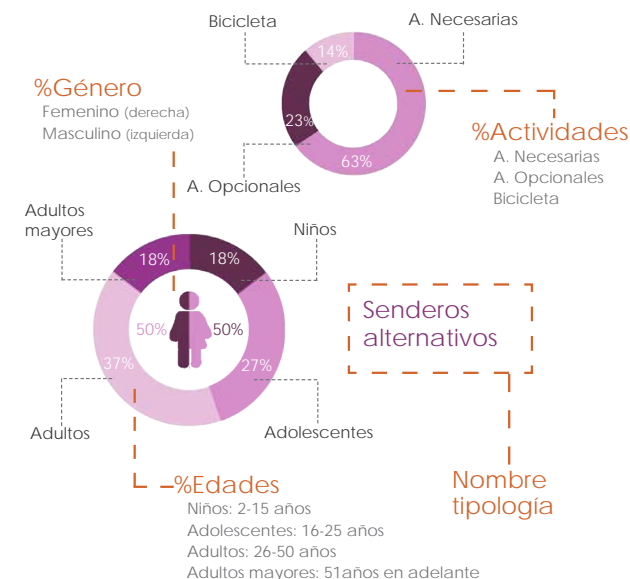 Bicicleta
A. Necesarias
14%
23%
63%
A. Opcionales
%Género
Femenino (derecha)
Masculino (izquierda)
%Actividades
A. Necesarias
A. Opcionales
Bicicleta
Adultos
mayores
Niños
18%
18%
50%
50%
37%
27%
Adultos
Adolescentes
Senderos
alternativos
Nombre
tipología
%Edades
Niños: 2-15 años
Adolescentes: 16-25 años
Adultos: 26-50 años
Adultos mayores: 51años en adelante